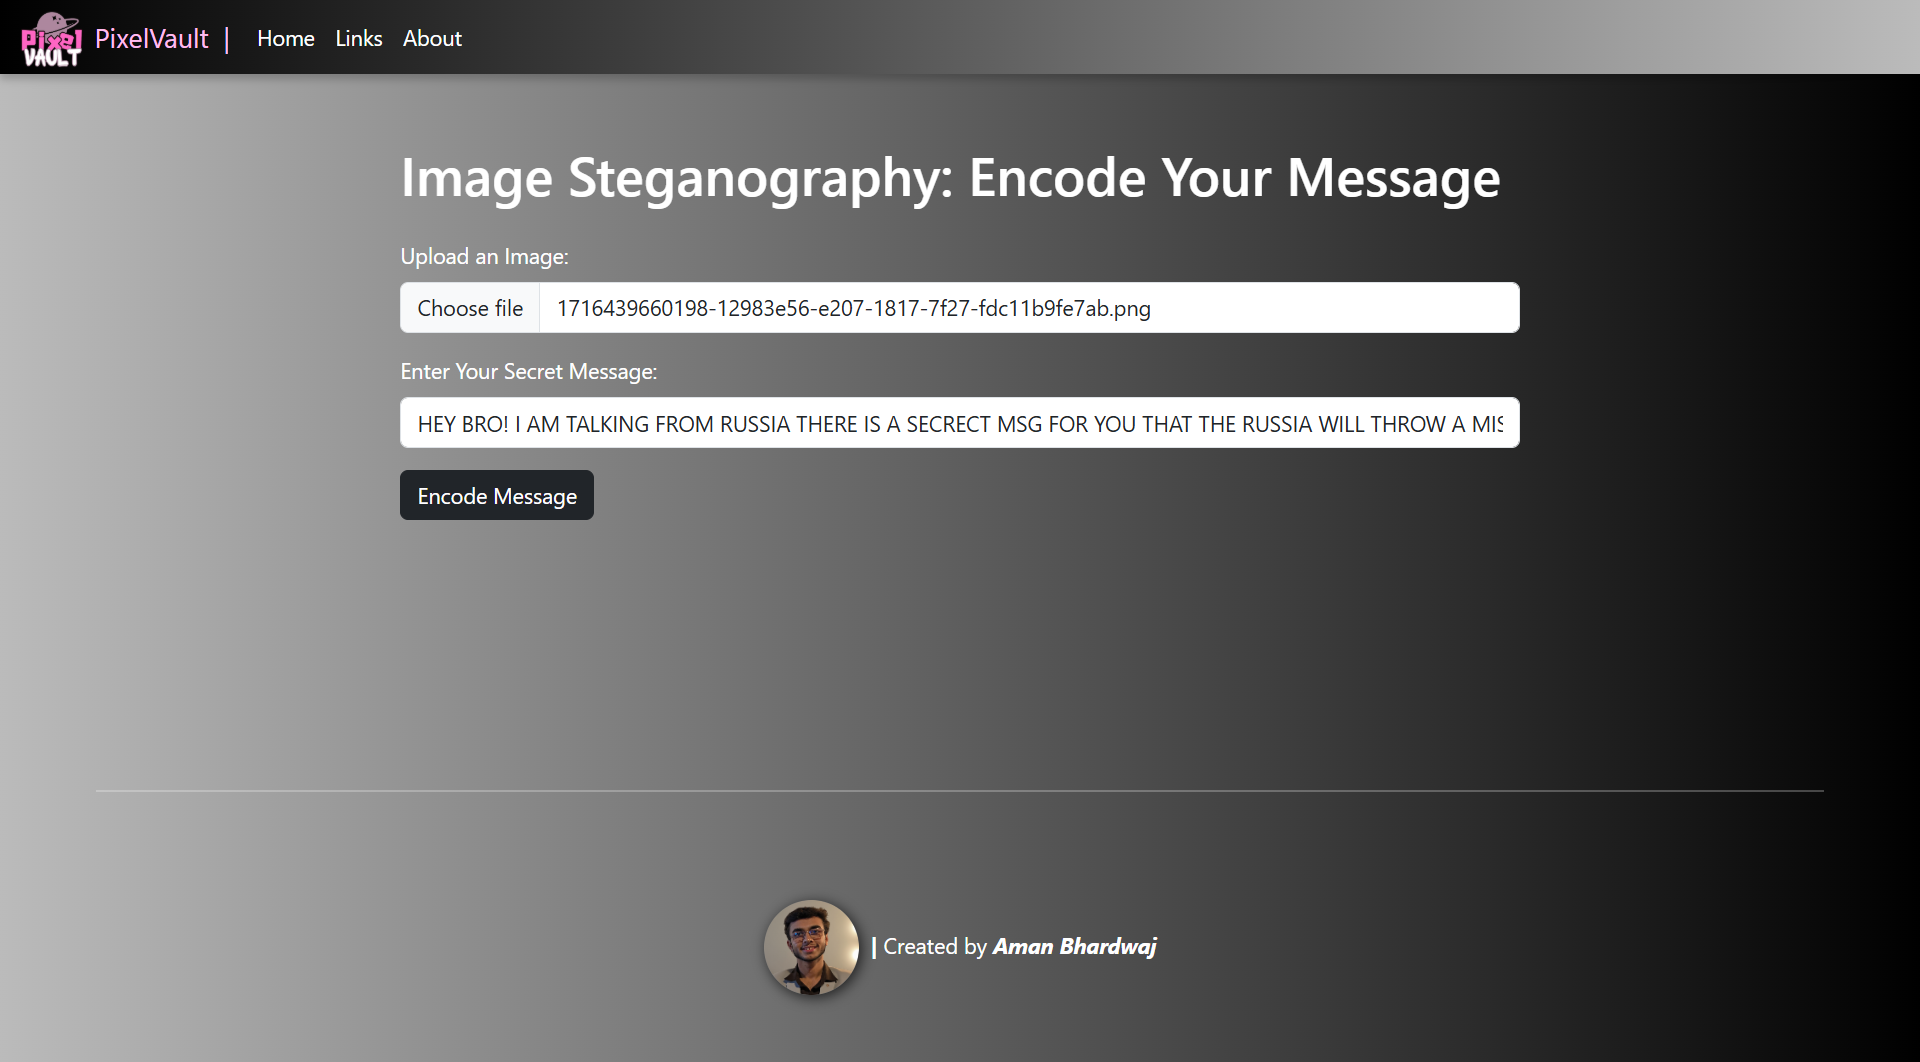 Pixel
VAULT
PixelVault | Home Links About
Image Steganography: Encode Your Message
Upload an Image:
Choose file 1716439660198-12983e56-e207-1817-7f27-fdc11b9fe7ab.png
Enter Your Secret Message:
HEY BRO! I AM TALKING FROM RUSSIA THERE IS A SECRECT MSG FOR YOU THAT THE RUSSIA WILL THROW A MIS
Encode Message
| Created by Aman Bhardwaj